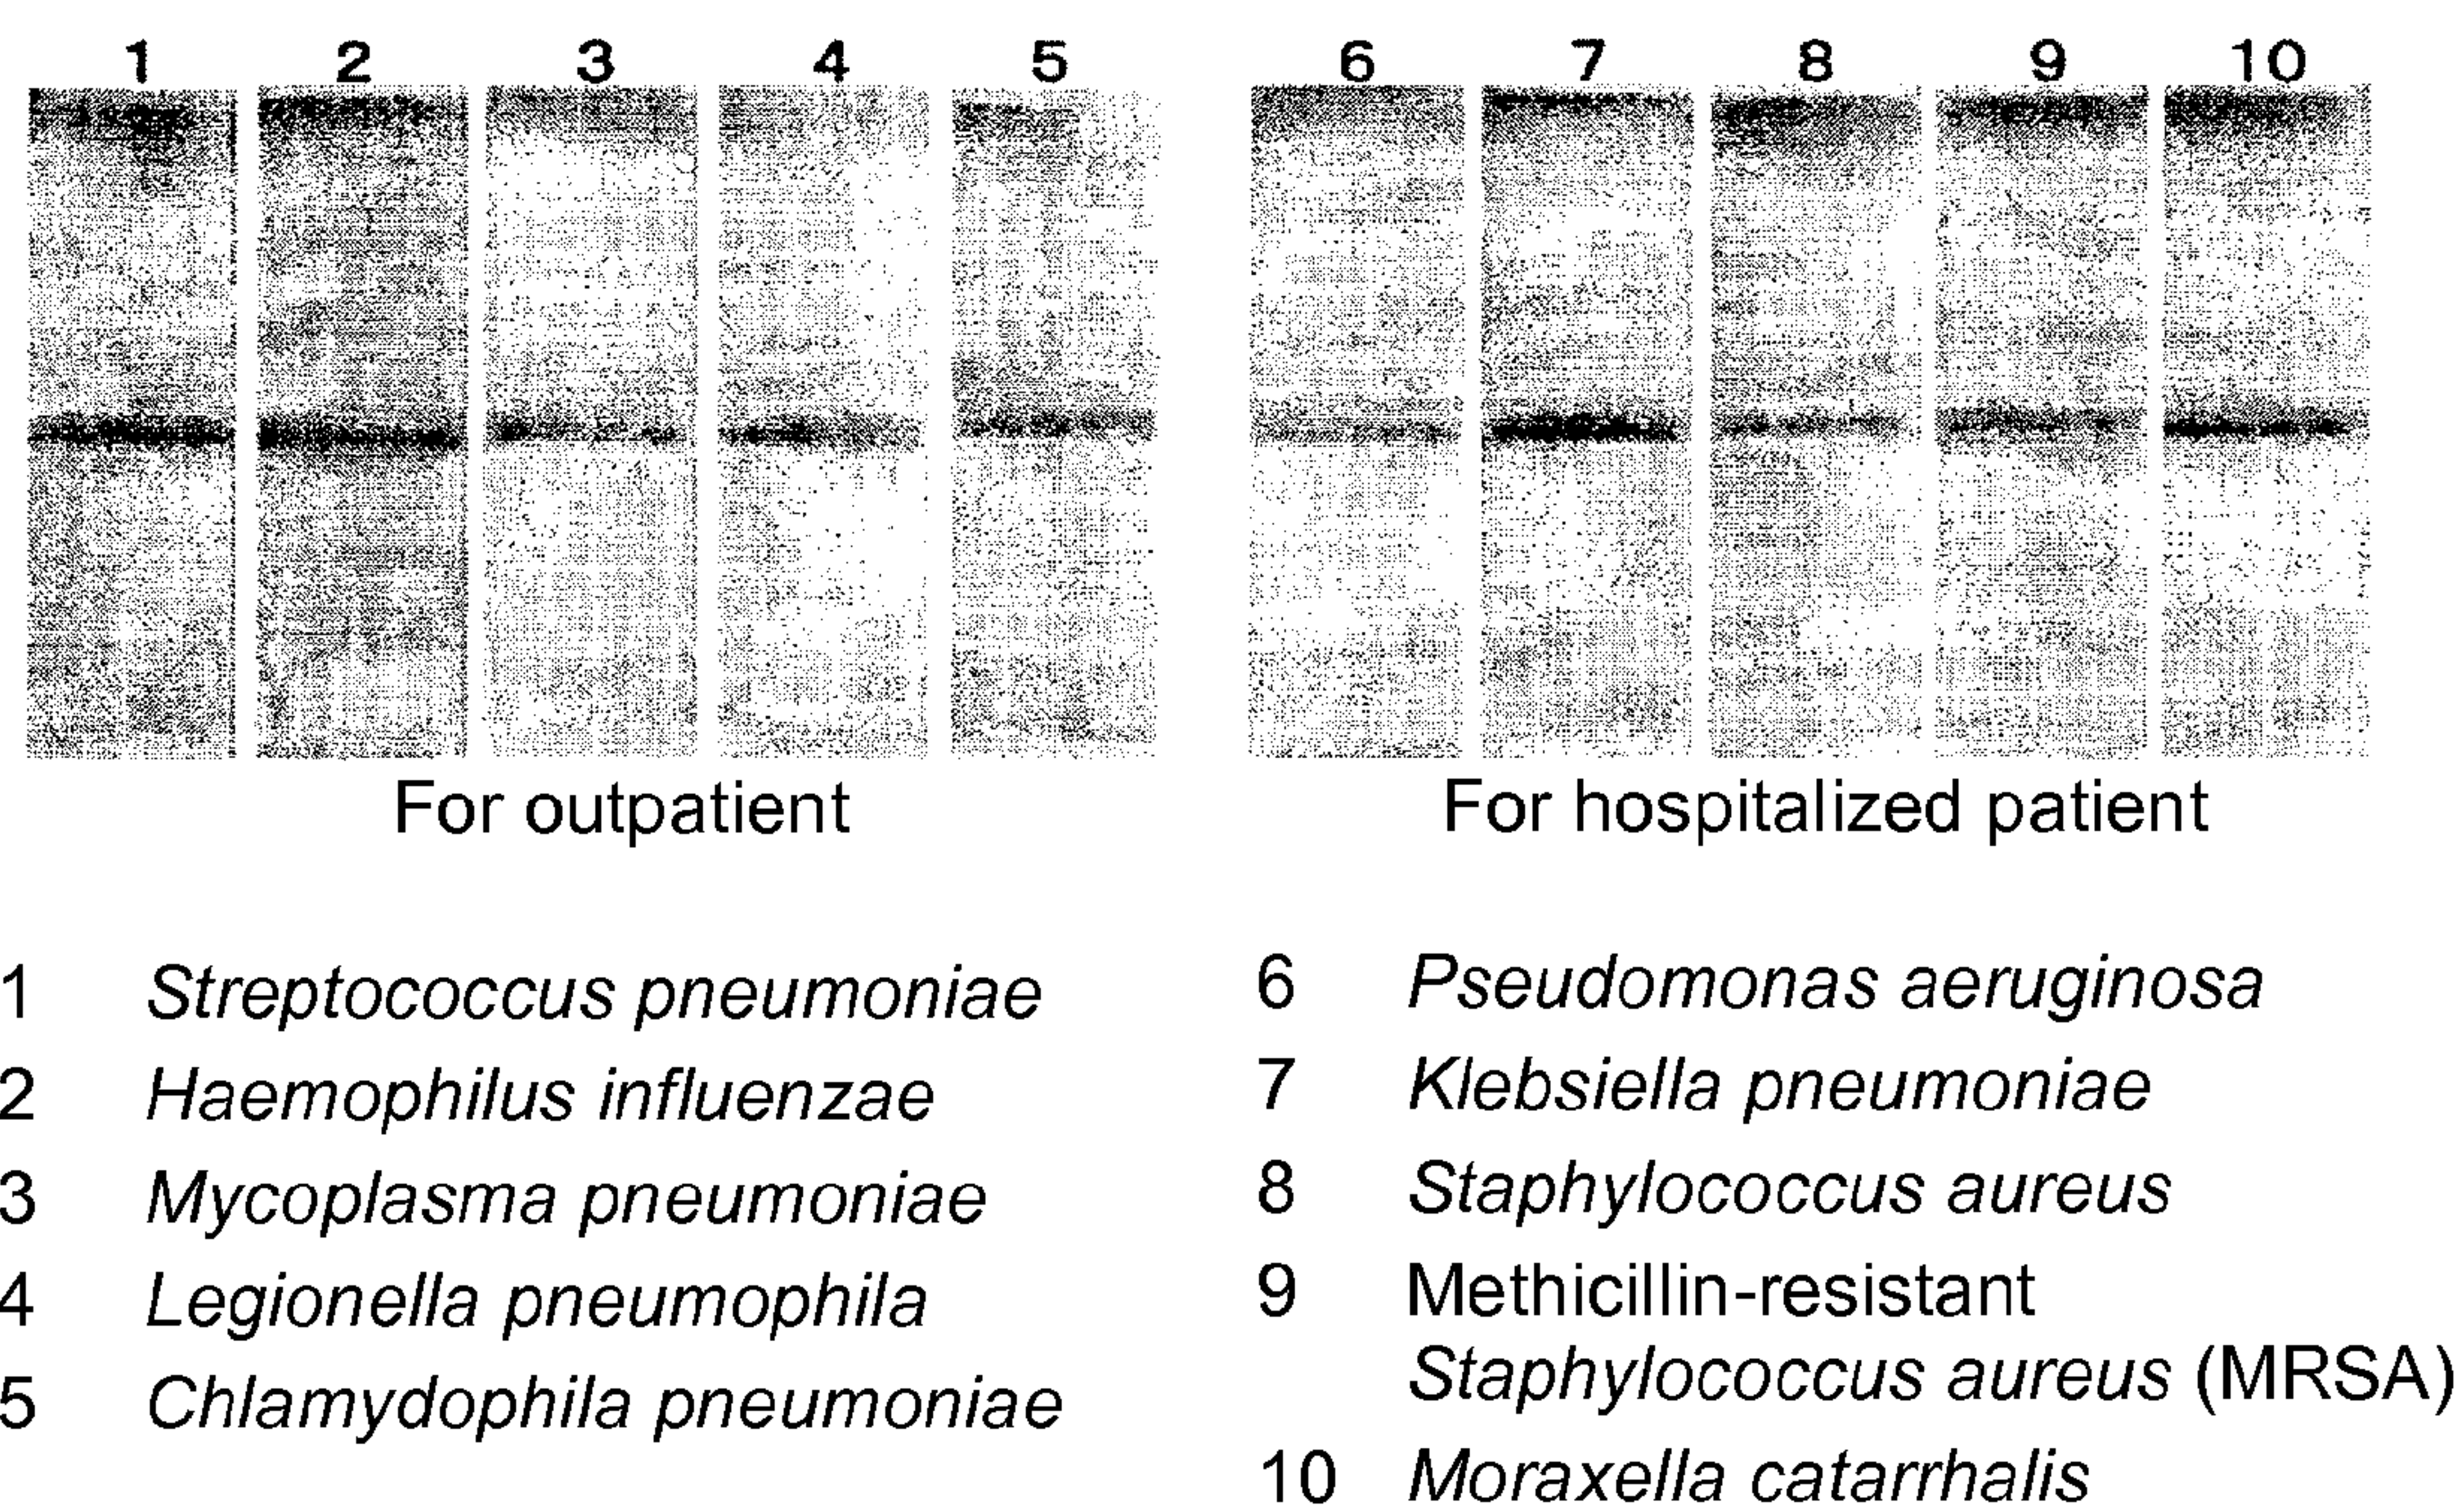 1 2 3 4 5 6 7 8 9 10
For outpatient
For hospitalized patient
1 Streptococcus pneumoniae
2 Haemophilus influenzae
3 Mycoplasma pneumoniae
4 Legionella pneumophila
5 Chlamydophila pneumoniae
6 Pseudomonas aeruginosa
7 Klebsiella pneumoniae
8 Staphylococcus aureus
9 Methicillin-resistant
Staphylococcus aureus (MRSA)
10 Moraxella catarrhalis